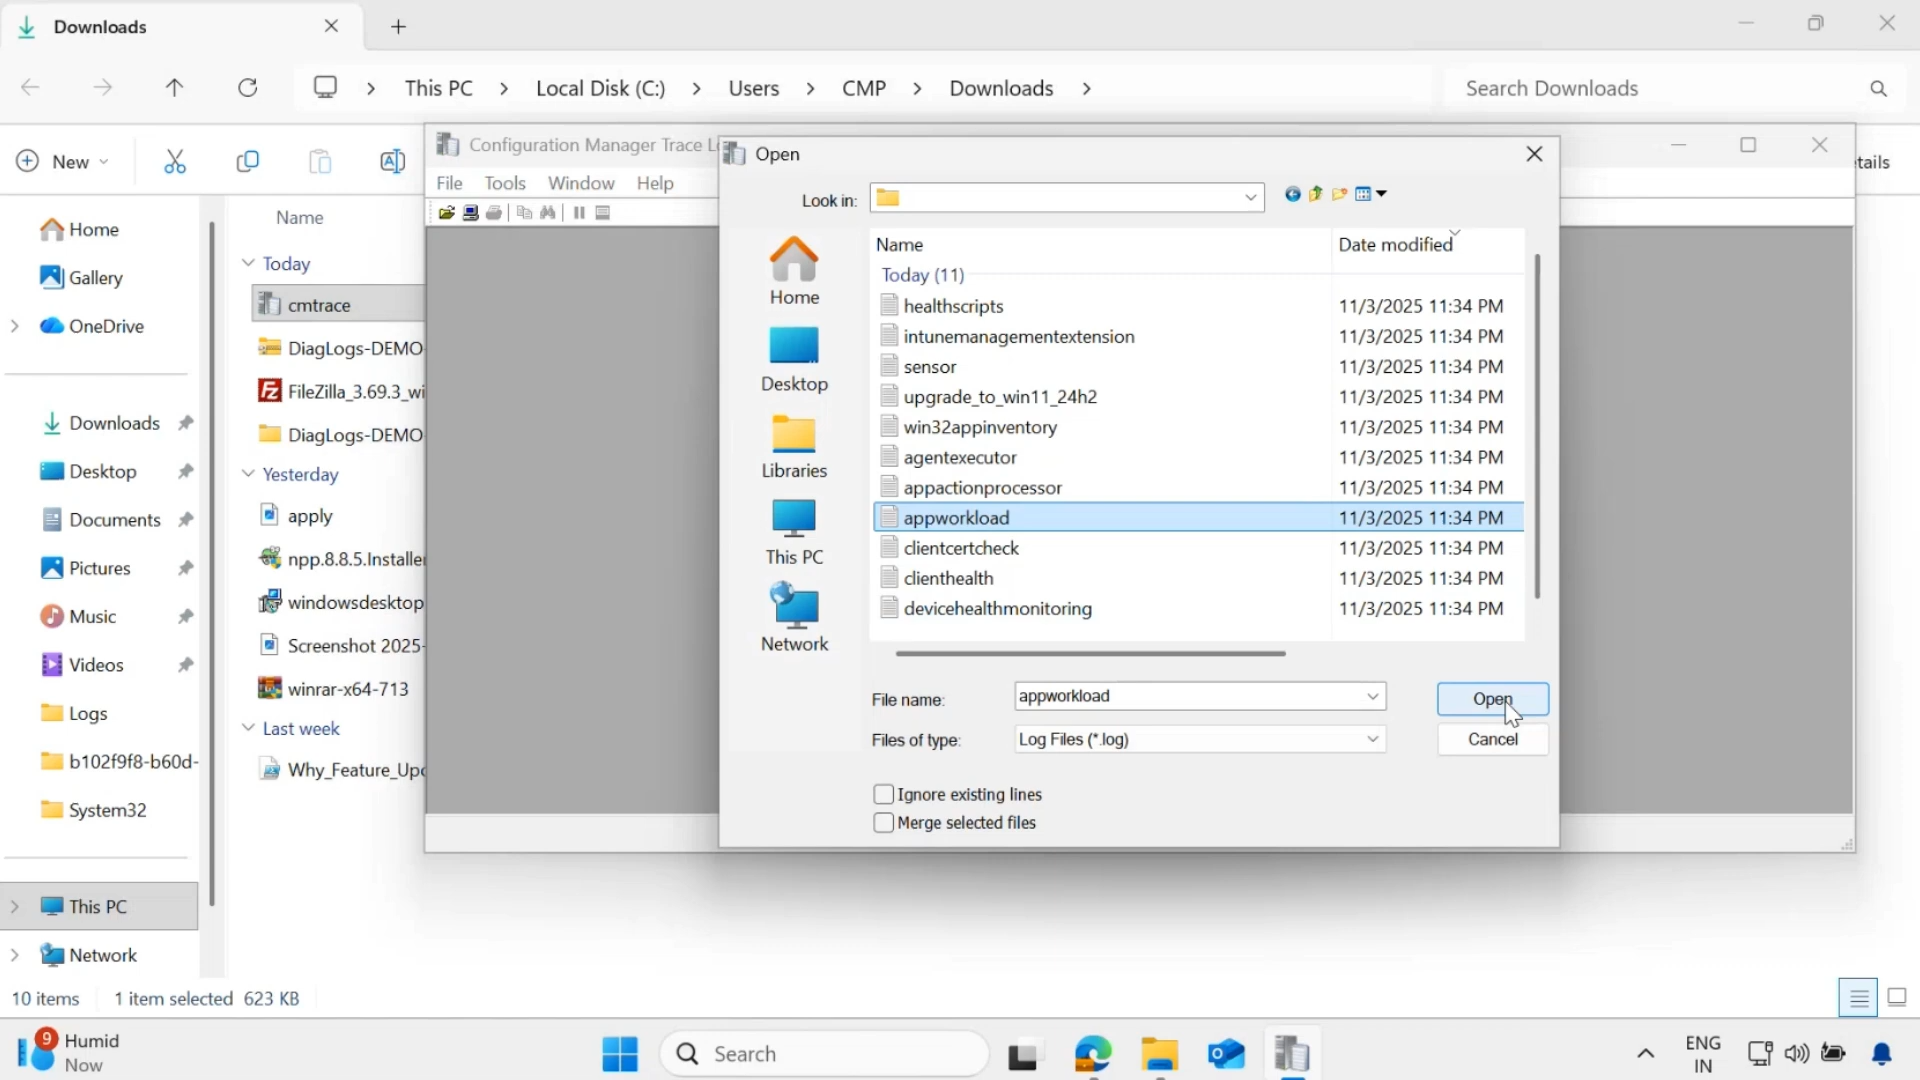 Downloads
This PC
Local Disk (C:)
Users
CMP
Downloads
Search Downloads
New
tails
Home
Gallery
OneDrive
Downloads
Desktop
Documents
Pictures
Music
Videos
Logs
b102f9f8-b60d-
System32
This PC
Network
Name
Today
cmtrace
DiagLogs-DEMO
FileZilla_3.69.3_wi
DiagLogs-DEMO
Yesterday
apply
npp.8.8.5.Installe
windowsdesktop
Screenshot 2025-
winrar-x64-713
Last week
Why_Feature_Up
Configuration Manager Trace L
File Tools Window Help
Open
Look in:
Home
Desktop
Libraries
This PC
Network
Name Date modified
Today (11)
healthscripts 11/3/2025 11:34 PM
intunemanagementextension 11/3/2025 11:34 PM
sensor 11/3/2025 11:34 PM
upgrade_to_win11_24h2 11/3/2025 11:34 PM
win32appinventory 11/3/2025 11:34 PM
agentexecutor 11/3/2025 11:34 PM
appactionprocessor 11/3/2025 11:34 PM
appworkload 11/3/2025 11:34 PM
clientcertcheck 11/3/2025 11:34 PM
clienthealth 11/3/2025 11:34 PM
devicehealthmonitoring 11/3/2025 11:34 PM
File name: appworkload Open
Files of type: Log Files (*.log) Cancel
Ignore existing lines
Merge selected files
10 items 1 item selected 623 KB
9
Humid
Now
Search
ENG
IN